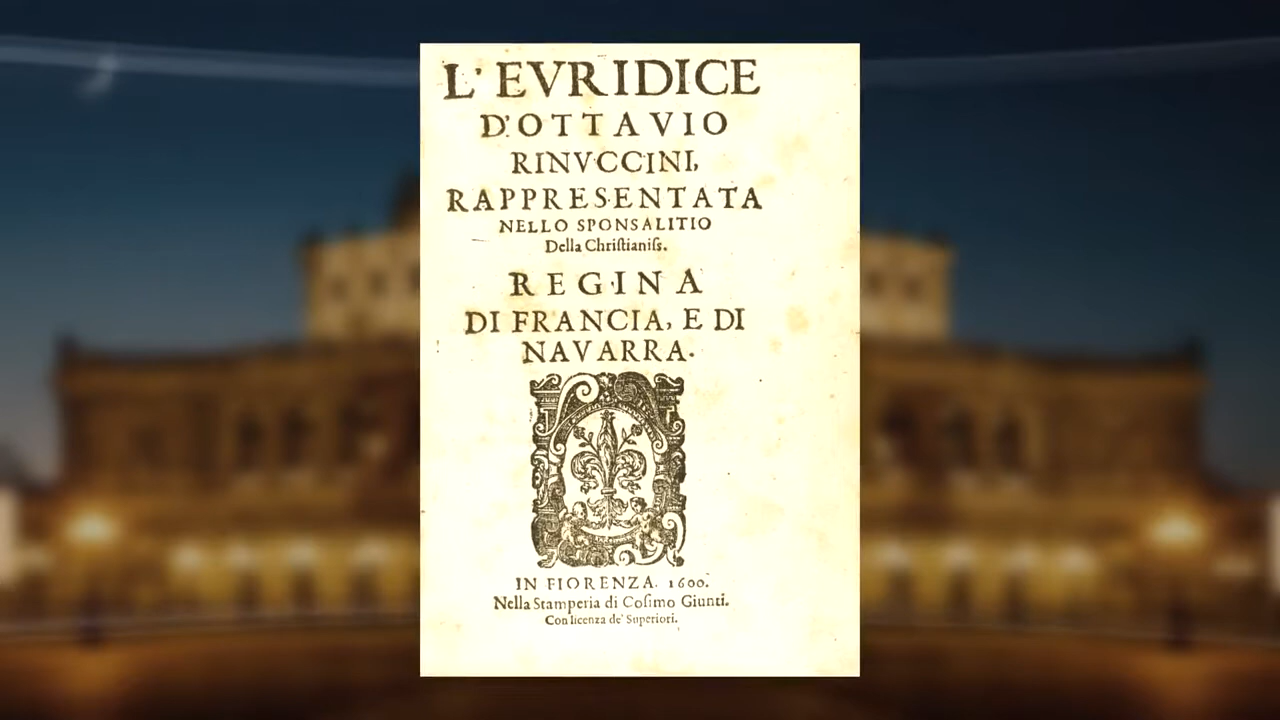 L'EVRIDICE
D'OTTAVIO
RINVCCINI,
RAPPRESENTATA
NELLO SPONSALITIO
Della Chriſtianiſs.
REGINA
DI FRANCIA, E DI
NAVARRA.
IN FIORENZA. 1600.
Nella Stamperia di Coſimo Giunti.
Con licenza de' Superiori.